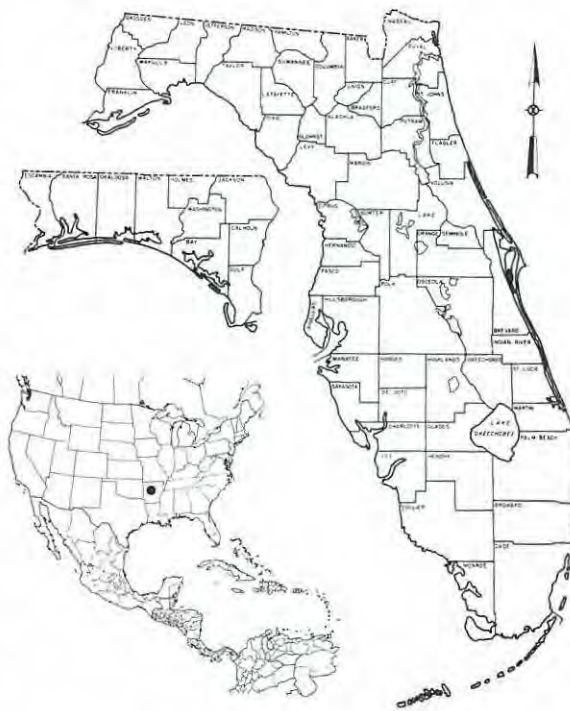 NASSAU
GADSDEN
LEON
JEFFERSON
MADISON
HAMILTON
BAKER
DUVAL
LIBERTY
WAKULLA
TAYLOR
SUWANNEE
COLUMBIA
UNION
CLAY
ST JOHNS
FRANKLIN
LAFAYETTE
BRADFORD
DIXIE
ALACHUA
PUTNAM
GILCHRIST
FLAGLER
LEVY
MARION
VOLUSIA
ESCAMBIA
SANTA ROSA
OKALOOSA
WALTON
HOLMES
JACKSON
WASHINGTON
BAY
CALHOUN
GULF
CITRUS
SUMTER
LAKE
ORANGE
SEMINOLE
HERNANDO
PASCO
POLK
OSCEOLA
PINELLAS
HILLSBOROUGH
BREVARD
INDIAN RIVER
MANATEE
HARDEE
HIGHLANDS
OKEECHOBEE
ST LUCIE
SARASOTA
DE SOTO
MARTIN
CHARLOTTE
GLADES
LAKE
OKEECHOBEE
PALM BEACH
LEE
HENDRY
COLLIER
BROWARD
DADE
MONROE